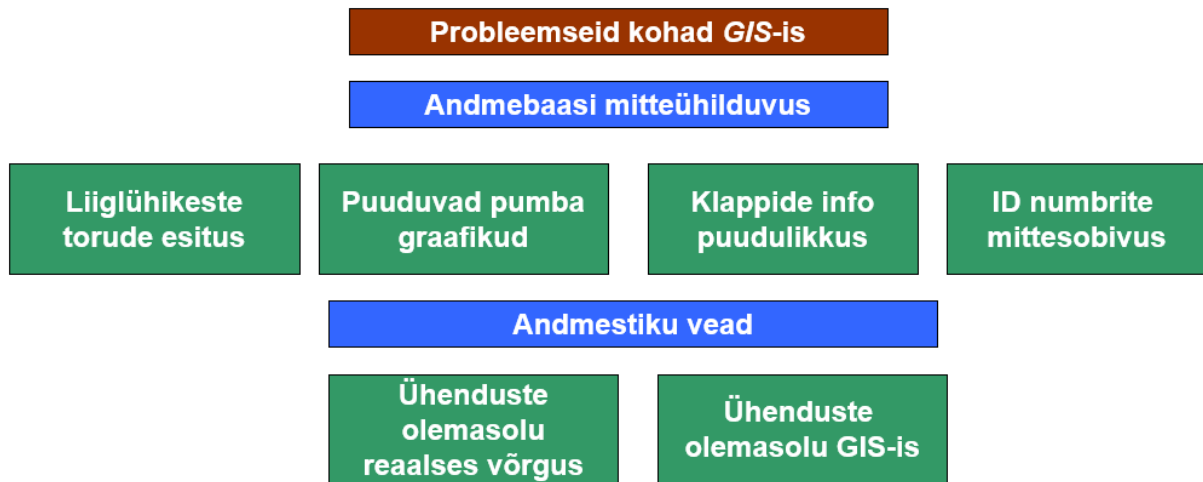 Probleemseid kohad GIS-is
Andmebaasi mitteühilduvus
Liiglühikeste
torude esitus
Puuduvad pumba
graafikud
Klappide info
puudulikkus
ID numbrite
mittesobivus
Andmestiku vead
Ühenduste
olemasolu
reaalses võrgus
Ühenduste
olemasolu GIS-is